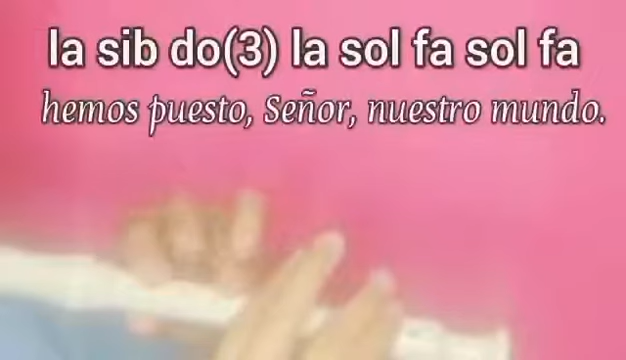 la sib do(3) la sol fa sol fa
hemos puesto, Señor, nuestro mundo.